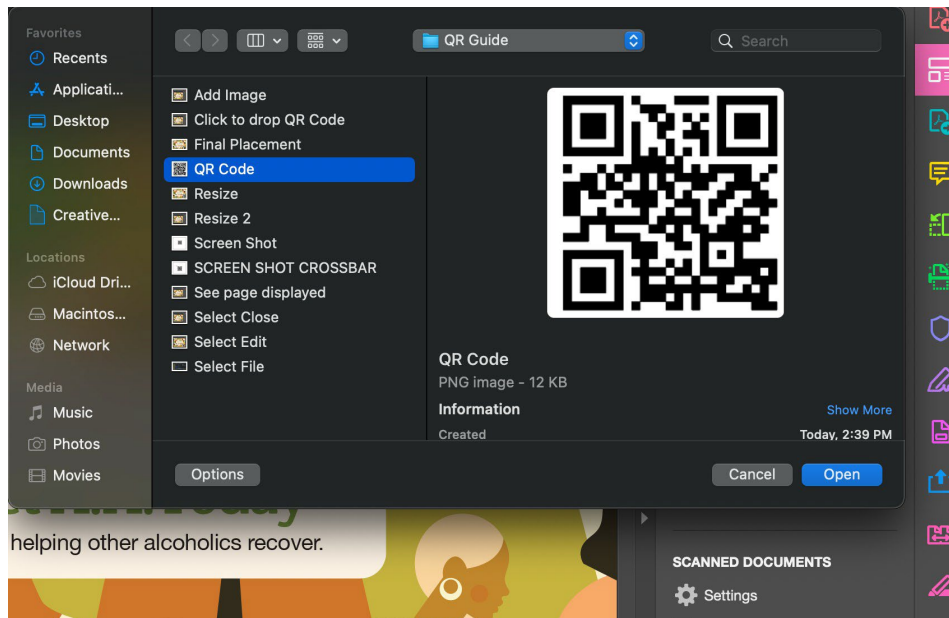 Favorites
Recents
Applicati...
Desktop
Documents
Downloads
Creative...
Locations
iCloud Dri...
Macintos...
Network
Media
Music
Photos
Movies
QR Guide
Search
Add Image
Click to drop QR Code
Final Placement
QR Code
Resize
Resize 2
Screen Shot
SCREEN SHOT CROSSBAR
See page displayed
Select Close
Select Edit
Select File
QR Code
PNG image - 12 KB
Information Show More
Created Today, 2:39 PM
Options Cancel Open
helping other alcoholics recover.
SCANNED DOCUMENTS
Settings